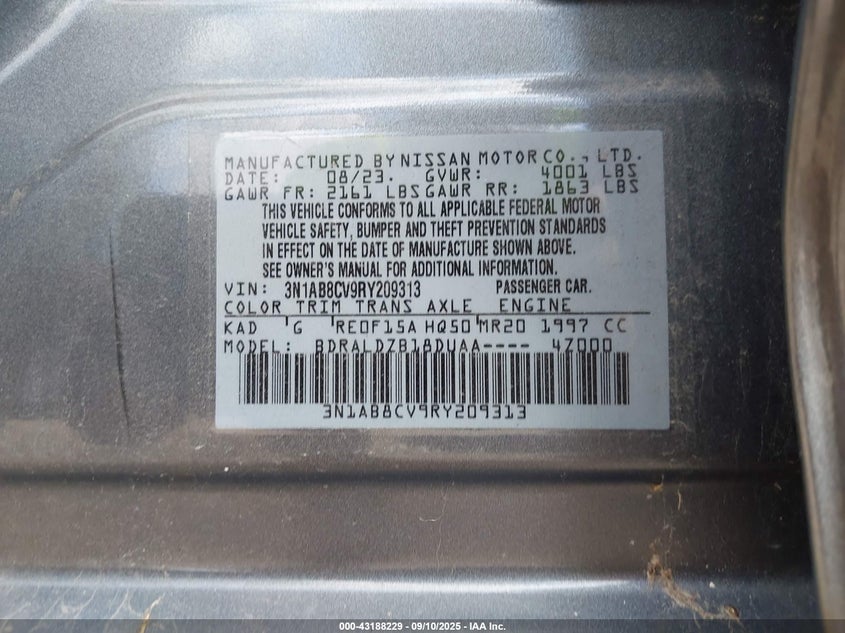 MANUFACTURED BY NISSAN MOTOR CO., LTD.
DATE: 08/23. GVWR: 4001 LBS
GAWR FR: 2161 LBS GAWR RR: 1863 LBS
THIS VEHICLE CONFORMS TO ALL APPLICABLE FEDERAL MOTOR
VEHICLE SAFETY, BUMPER AND THEFT PREVENTION STANDARDS
IN EFFECT ON THE DATE OF MANUFACTURE SHOWN ABOVE.
SEE OWNER'S MANUAL FOR ADDITIONAL INFORMATION.
VIN: 3N1AB8CV9RY209313 PASSENGER CAR.
COLOR TRIM TRANS AXLE ENGINE
KAD G RE0F15A HQ50 MR20 1997 CC
MODEL: BDRALDZB18DUAA---- 4Z000
3N1AB8CV9RY209313
000-43188229 - 09/10/2025 - IAA Inc.